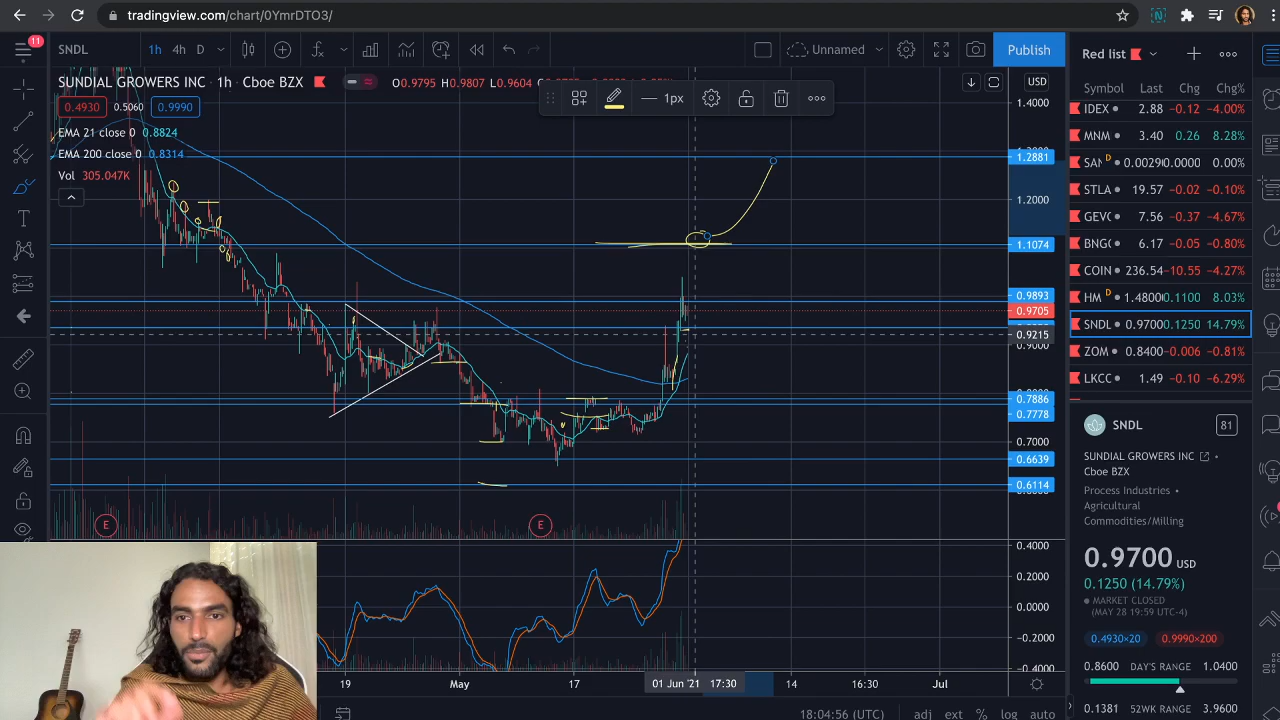 tradingview.com/chart/0YmrDTO3/
11
SNDL 1h 4h D Unnamed Publish
SUNDIAL GROWERS INC · 1h · Cboe BZX O0.9795 H0.9807 L0.9604 USD
0.4930 0.5060 0.9990
1px
EMA 21 close 0 0.8824
EMA 200 close 0 0.8314
Vol 305.047K
1.4000
1.2881
1.2000
1.1074
0.9893
0.9705
0.9215
0.9000
0.7886
0.7778
0.7000
0.6639
0.6114
E E
0.4000
0.2000
0.0000
−0.2000
−0.4000
19 May 17 01 Jun '21 17:30 14 16:30 Jul
18:04:56 (UTC) adj ext % log auto
Red list
Symbol Last Chg Chg%
IDEX 2.88 -0.12 -4.00%
MNM 3.40 0.26 8.28%
SAN 0.00290 0.0000 0.00%
STLA 19.57 -0.02 -0.10%
GEVO 7.56 -0.37 -4.67%
BNGO 6.17 -0.05 -0.80%
COIN 236.54 -10.55 -4.27%
HM D 1.4800 0.1100 8.03%
SNDL 0.9700 0.1250 14.79%
ZOM 0.8400 -0.006 -0.81%
LKCC 1.49 -0.10 -6.29%
SNDL 81
SUNDIAL GROWERS INC •
Cboe BZX
Process Industries •
Agricultural
Commodities/Milling
0.9700 USD
0.1250 (14.79%)
MARKET CLOSED
(MAY 28 19:59 UTC-4)
0.4930×20 0.9990×200
0.8600 DAY'S RANGE 1.0400
0.1381 52WK RANGE 3.9600